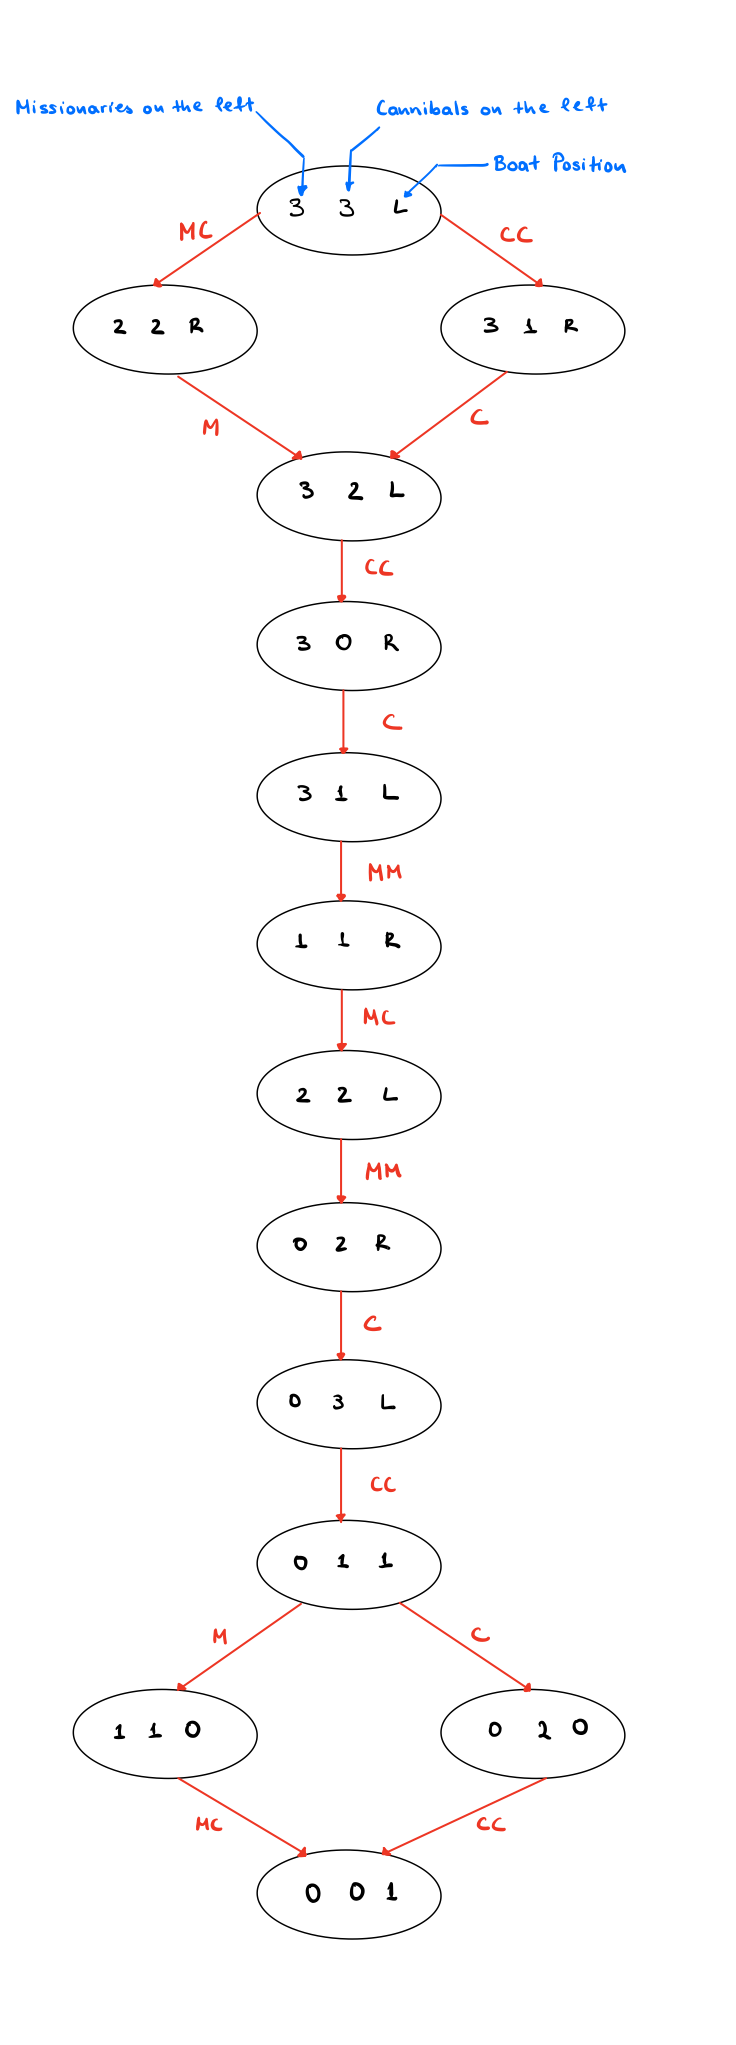 Missionaries on the left
Cannibals on the left
Boat Position
3 3 L
MC
CC
2 2 R
3 1 R
M
C
3 2 L
CC
3 0 R
C
3 1 L
MM
1 1 R
MC
2 2 L
MM
0 2 R
C
0 3 L
CC
0 1 1
M
C
1 1 0
0 2 0
MC
CC
0 0 1